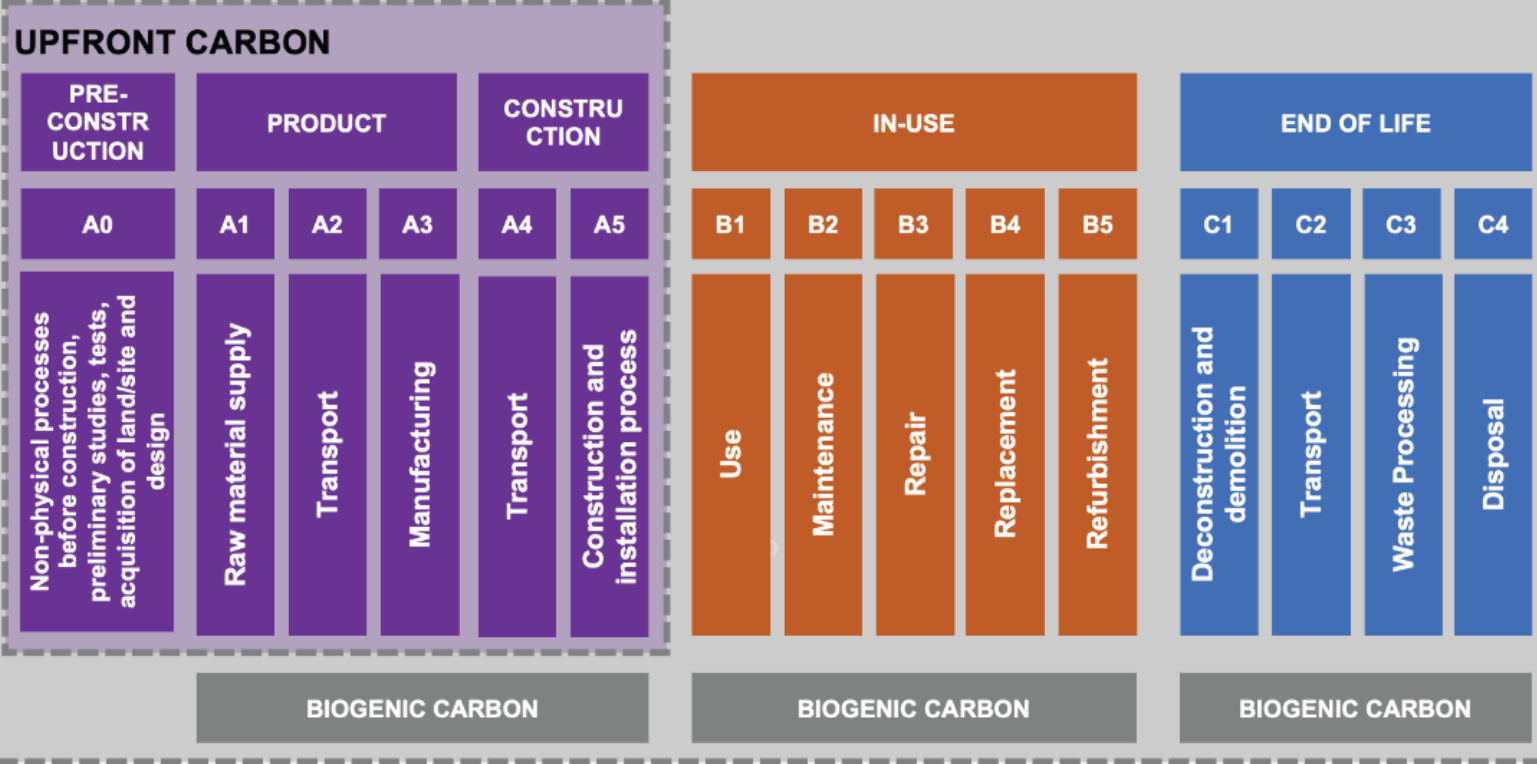 UPFRONT CARBON
PRE-
CONSTR
UCTION
PRODUCT
CONSTRU
CTION
IN-USE
END OF LIFE
A0
A1
A2
A3
A4
A5
B1
B2
B3
B4
B5
C1
C2
C3
C4
Non-physical processes
before construction,
preliminary studies, tests,
acquisition of land/site and
design
Raw material supply
Transport
Manufacturing
Transport
Construction and
installation process
Use
Maintenance
Repair
Replacement
Refurbishment
Deconstruction and
demolition
Transport
Waste Processing
Disposal
BIOGENIC CARBON
BIOGENIC CARBON
BIOGENIC CARBON